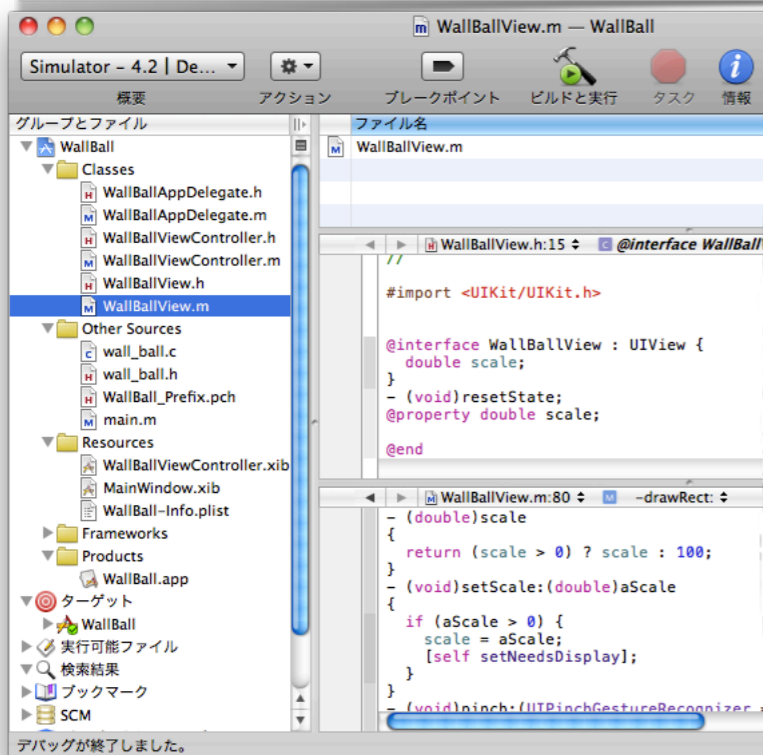 WallBallView.m — WallBall
Simulator – 4.2 | De...
概要
アクション
ブレークポイント
ビルドと実行
タスク
情報
グループとファイル
WallBall
Classes
WallBallAppDelegate.h
WallBallAppDelegate.m
WallBallViewController.h
WallBallViewController.m
WallBallView.h
WallBallView.m
Other Sources
wall_ball.c
wall_ball.h
WallBall_Prefix.pch
main.m
Resources
WallBallViewController.xib
MainWindow.xib
WallBall-Info.plist
Frameworks
Products
WallBall.app
ターゲット
WallBall
実行可能ファイル
検索結果
ブックマーク
SCM
ファイル名
WallBallView.m
WallBallView.h:15 @interface WallBallV
//
#import <UIKit/UIKit.h>
@interface WallBallView : UIView {
double scale;
}
- (void)resetState;
@property double scale;
@end
WallBallView.m:80 -drawRect:
- (double)scale
{
return (scale > 0) ? scale : 100;
}
- (void)setScale:(double)aScale
{
if (aScale > 0) {
scale = aScale;
[self setNeedsDisplay];
}
}
- (void)pinch:(UIPinchGestureRecognizer *
デバッグが終了しました。